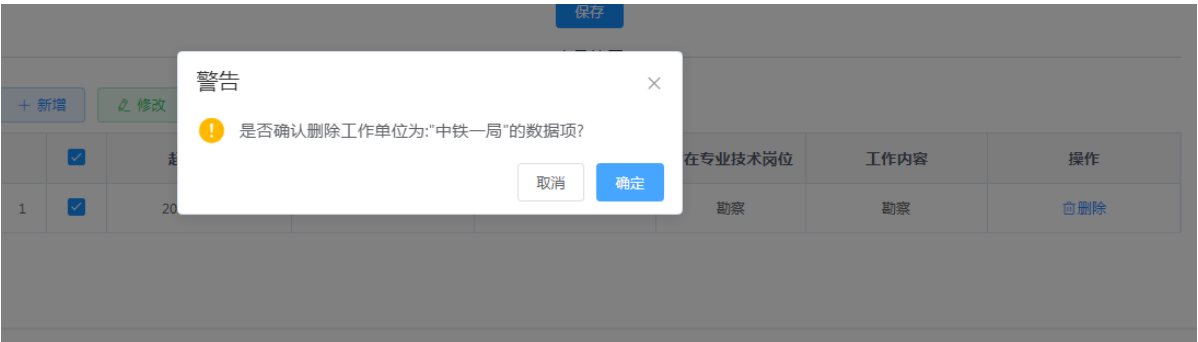 保存
警告
是否确认删除工作单位为:"中铁一局"的数据项?
取消
确定
新增
修改
在专业技术岗位
工作内容
操作
1
20
勘察
勘察
删除